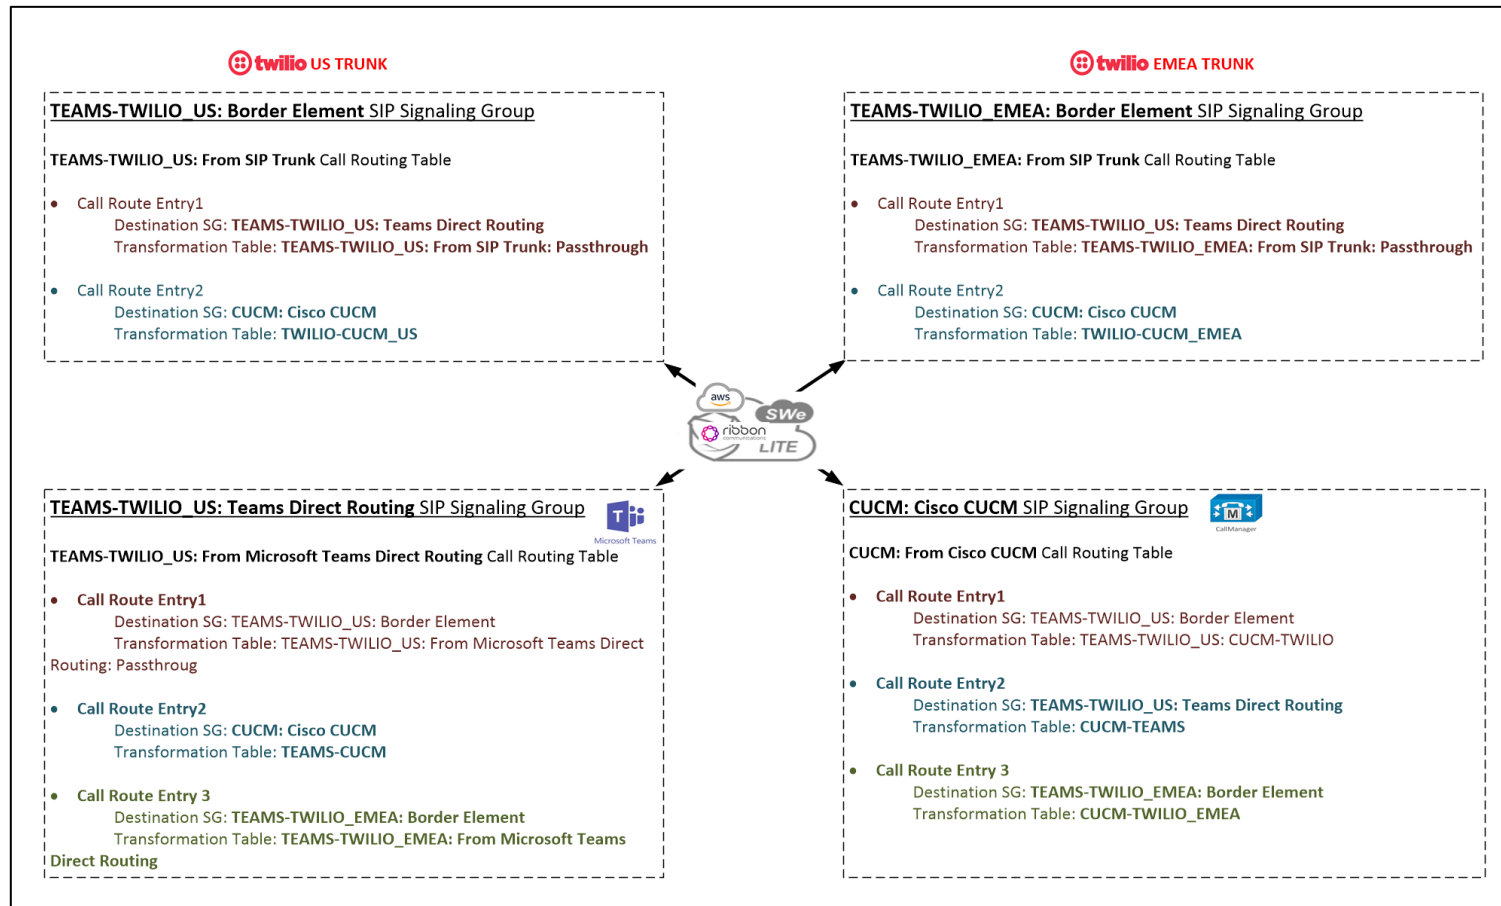 twilio US TRUNK
TEAMS-TWILIO_US: Border Element SIP Signaling Group
TEAMS-TWILIO_US: From SIP Trunk Call Routing Table
• Call Route Entry1
Destination SG: TEAMS-TWILIO_US: Teams Direct Routing
Transformation Table: TEAMS-TWILIO_US: From SIP Trunk: Passthrough
• Call Route Entry2
Destination SG: CUCM: Cisco CUCM
Transformation Table: TWILIO-CUCM_US
twilio EMEA TRUNK
TEAMS-TWILIO_EMEA: Border Element SIP Signaling Group
TEAMS-TWILIO_EMEA: From SIP Trunk Call Routing Table
• Call Route Entry1
Destination SG: TEAMS-TWILIO_US: Teams Direct Routing
Transformation Table: TEAMS-TWILIO_EMEA: From SIP Trunk: Passthrough
• Call Route Entry2
Destination SG: CUCM: Cisco CUCM
Transformation Table: TWILIO-CUCM_EMEA
aws
SWe
ribbon
communications
LITE
TEAMS-TWILIO_US: Teams Direct Routing SIP Signaling Group
T
Microsoft Teams
TEAMS-TWILIO_US: From Microsoft Teams Direct Routing Call Routing Table
• Call Route Entry1
Destination SG: TEAMS-TWILIO_US: Border Element
Transformation Table: TEAMS-TWILIO_US: From Microsoft Teams Direct
Routing: Passthroug
• Call Route Entry2
Destination SG: CUCM: Cisco CUCM
Transformation Table: TEAMS-CUCM
• Call Route Entry 3
Destination SG: TEAMS-TWILIO_EMEA: Border Element
Transformation Table: TEAMS-TWILIO_EMEA: From Microsoft Teams
Direct Routing
CUCM: Cisco CUCM SIP Signaling Group
M
CallManager
CUCM: From Cisco CUCM Call Routing Table
• Call Route Entry1
Destination SG: TEAMS-TWILIO_US: Border Element
Transformation Table: TEAMS-TWILIO_US: CUCM-TWILIO
• Call Route Entry2
Destination SG: TEAMS-TWILIO_US: Teams Direct Routing
Transformation Table: CUCM-TEAMS
• Call Route Entry 3
Destination SG: TEAMS-TWILIO_EMEA: Border Element
Transformation Table: CUCM-TWILIO_EMEA